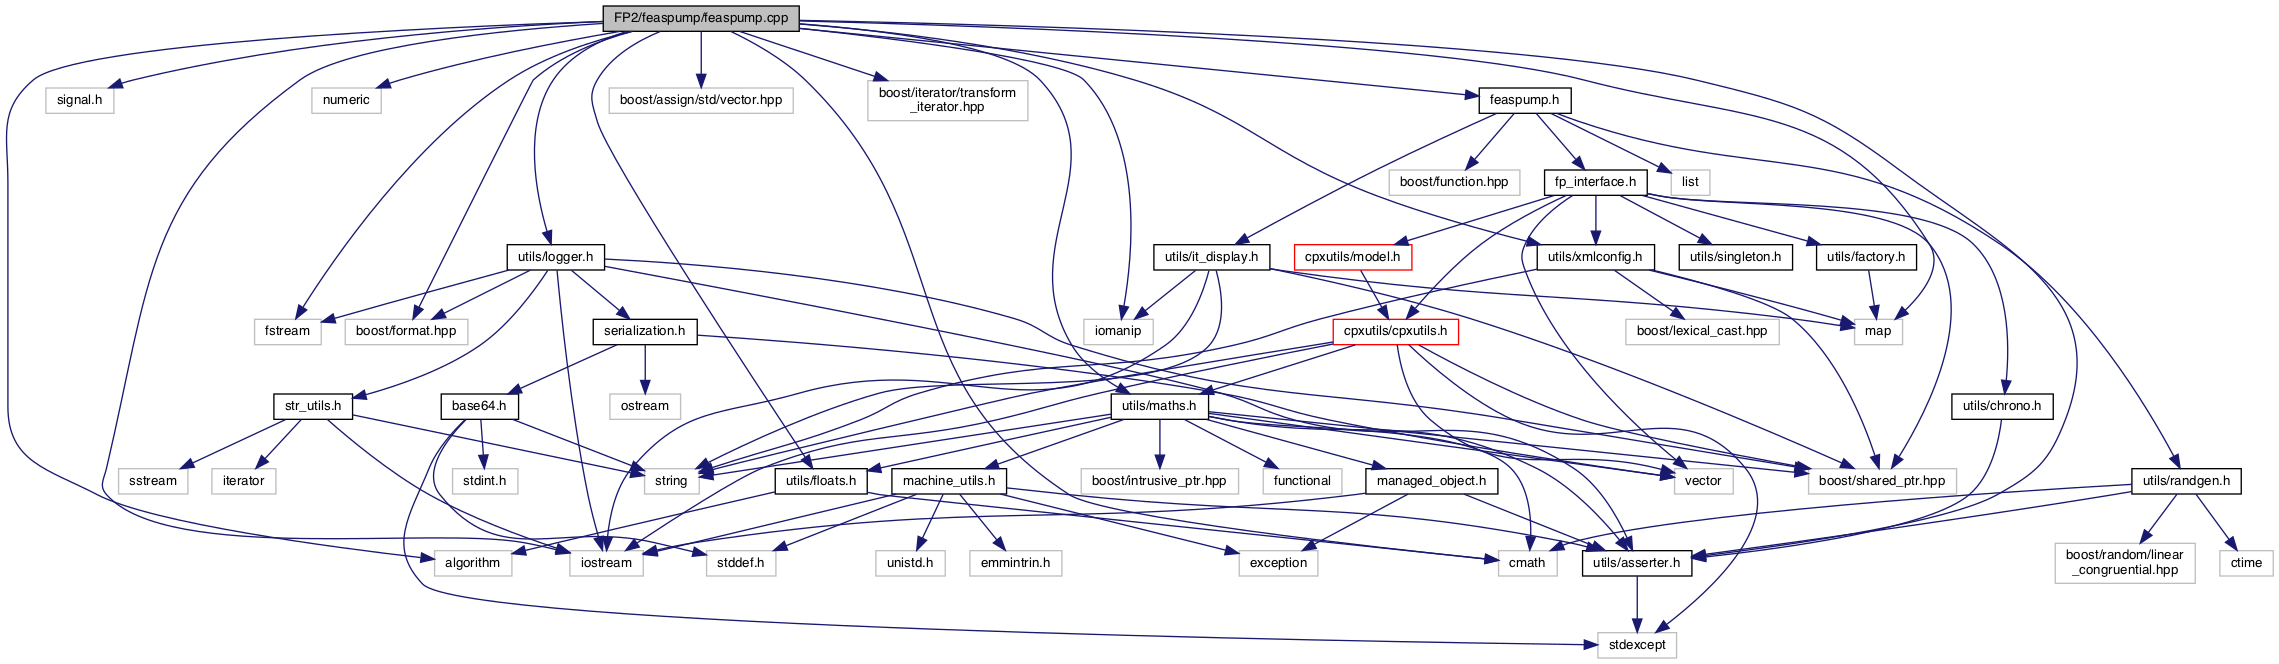 FP2/feaspump/feaspump.cpp
signal.h
numeric
boost/assign/std/vector.hpp
boost/iterator/transform
_iterator.hpp
feaspump.h
boost/function.hpp
fp_interface.h
list
utils/logger.h
utils/it_display.h
cpxutils/model.h
utils/xmlconfig.h
utils/singleton.h
utils/factory.h
fstream
boost/format.hpp
serialization.h
iomanip
cpxutils/cpxutils.h
boost/lexical_cast.hpp
map
str_utils.h
base64.h
ostream
utils/maths.h
utils/chrono.h
sstream
iterator
stdint.h
string
utils/floats.h
machine_utils.h
boost/intrusive_ptr.hpp
functional
managed_object.h
vector
boost/shared_ptr.hpp
utils/randgen.h
algorithm
iostream
stddef.h
unistd.h
emmintrin.h
exception
cmath
utils/asserter.h
boost/random/linear
_congruential.hpp
ctime
stdexcept